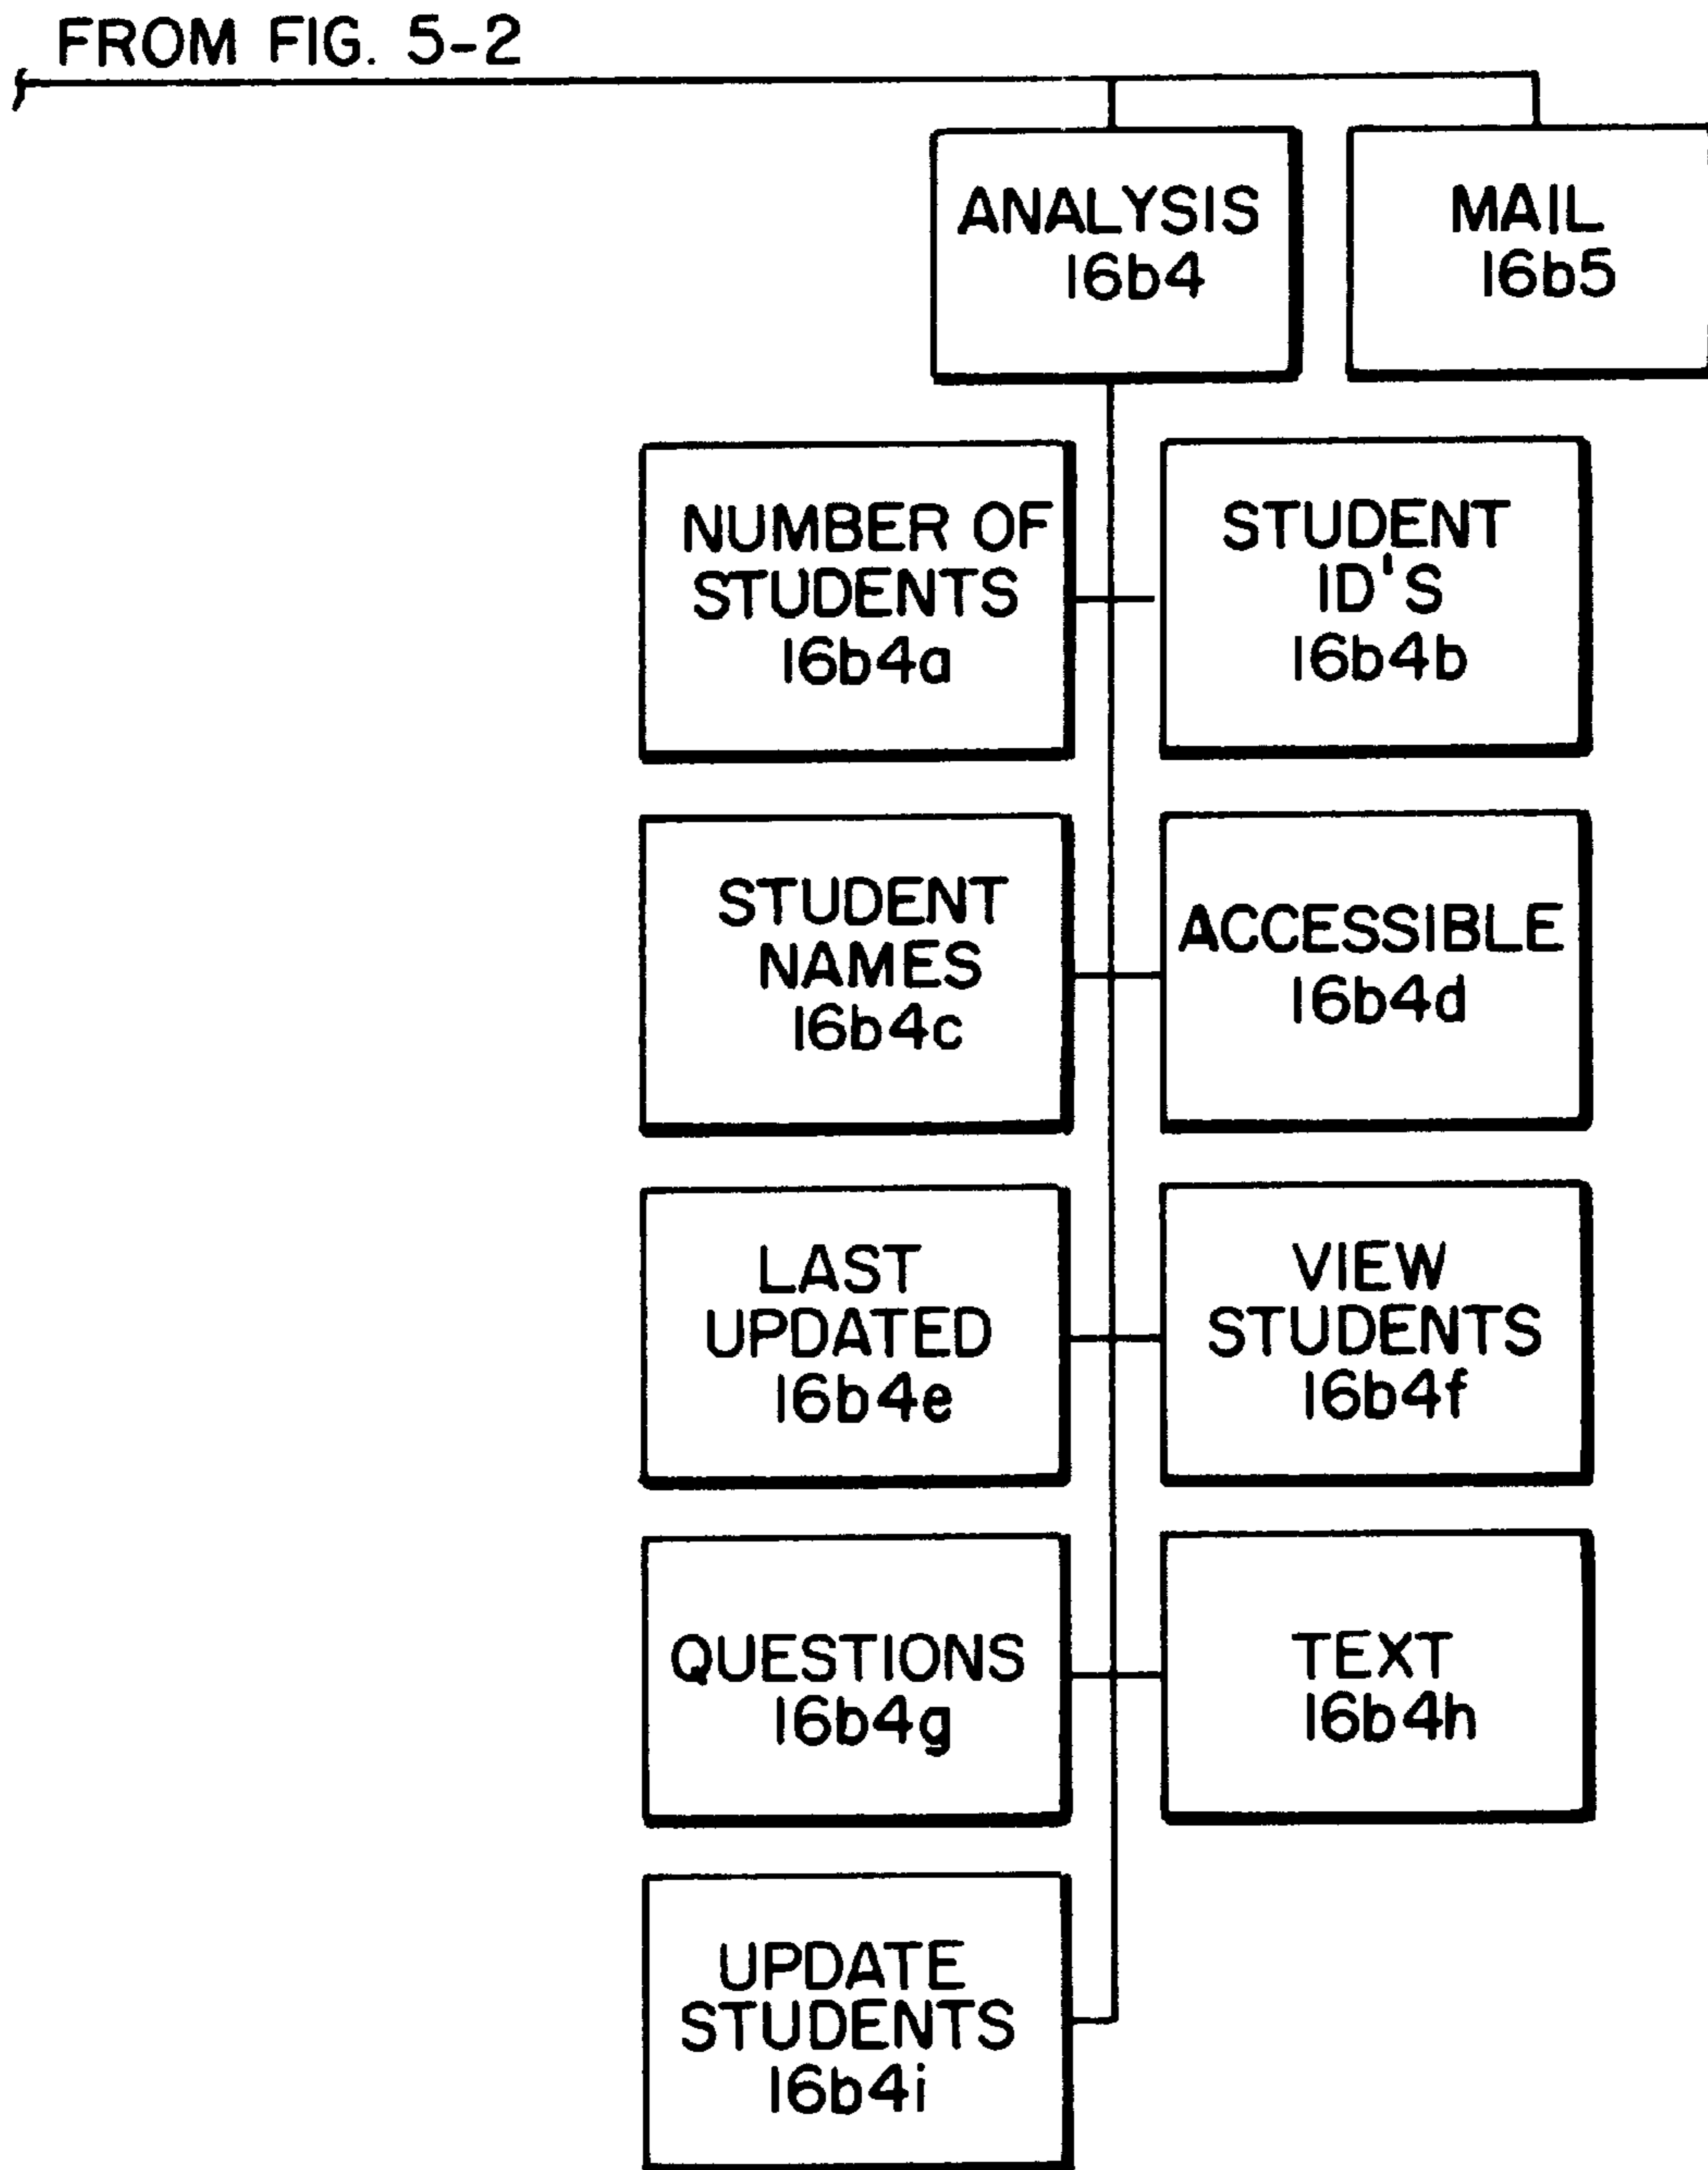 FROM FIG. 5-2
ANALYSIS
16b4
MAIL
16b5
NUMBER OF
STUDENTS
16b4a
STUDENT
ID'S
16b4b
STUDENT
NAMES
16b4c
ACCESSIBLE
16b4d
LAST
UPDATED
16b4e
VIEW
STUDENTS
16b4f
QUESTIONS
16b4g
TEXT
16b4h
UPDATE
STUDENTS
16b4i